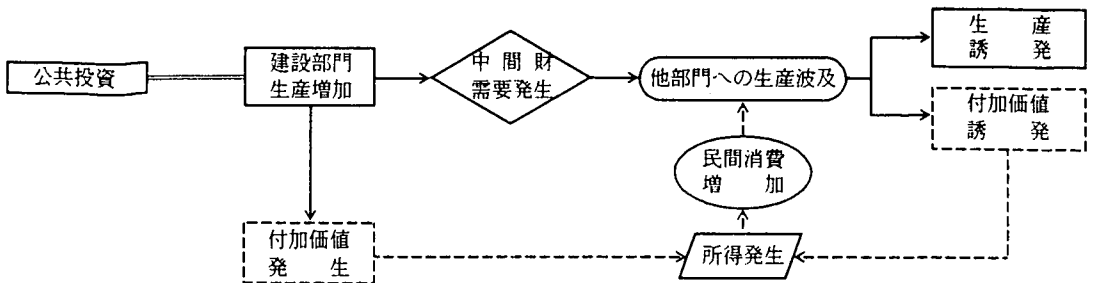 公共投資
建設部門
生産増加
中間財
需要発生
他部門への生産波及
生産
誘発
付加価値
誘発
民間消費
増加
付加価値
発生
所得発生